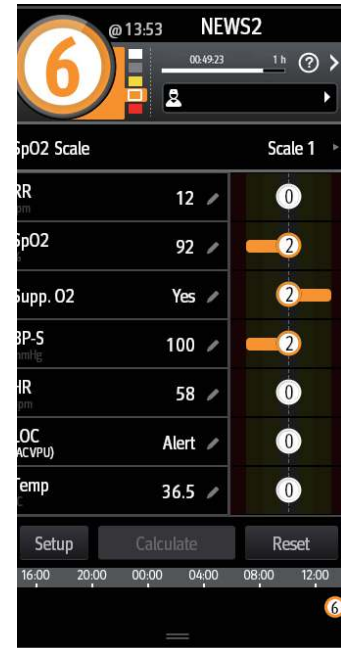 6 @ 13:53 NEWS2
00:49:23 1 h ?
SpO2 Scale Scale 1
RR 12 0
SpO2 92 2
Supp. O2 Yes 2
BP-S 100 2
mmHg
HR 58 0
LOC Alert 0
(ACVPU)
Temp 36.5 0
Setup Calculate Reset
16:00 20:00 00:00 04:00 08:00 12:00
6